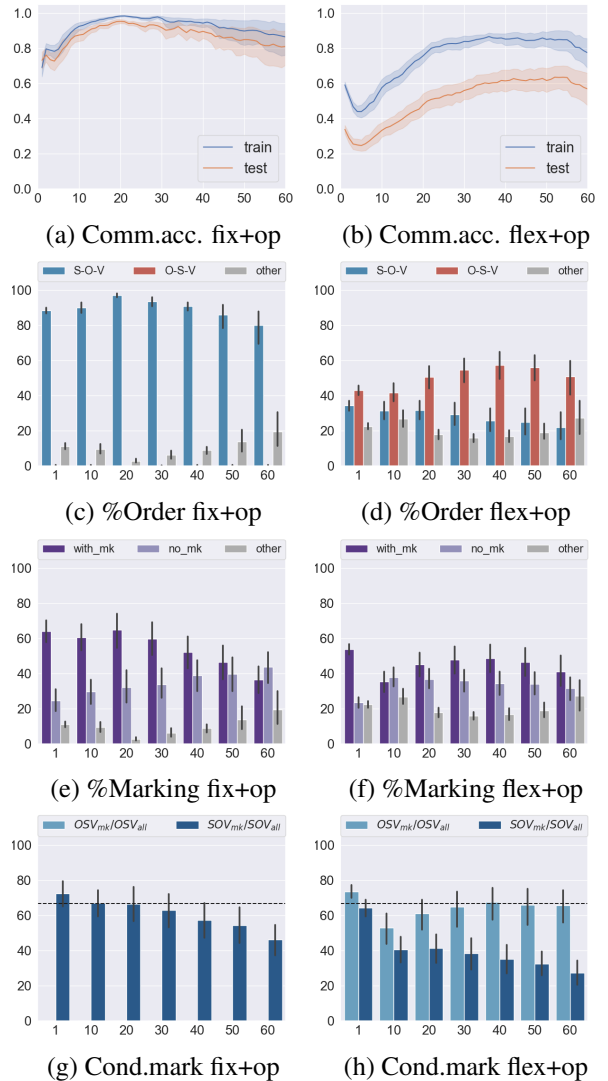 1.0
0.8
0.6
0.4
0.2
0.0
0 10 20 30 40 50 60
train
test
(a) Comm.acc. fix+op
1.0
0.8
0.6
0.4
0.2
0.0
0 10 20 30 40 50 60
train
test
(b) Comm.acc. flex+op
S-O-V O-S-V other
100
80
60
40
20
0
1 10 20 30 40 50 60
(c) %Order fix+op
S-O-V O-S-V other
100
80
60
40
20
0
1 10 20 30 40 50 60
(d) %Order flex+op
with_mk no_mk other
100
80
60
40
20
0
1 10 20 30 40 50 60
(e) %Marking fix+op
with_mk no_mk other
100
80
60
40
20
0
1 10 20 30 40 50 60
(f) %Marking flex+op
OSV_mk/OSV_all SOV_mk/SOV_all
100
80
60
40
20
0
1 10 20 30 40 50 60
(g) Cond.mark fix+op
OSV_mk/OSV_all SOV_mk/SOV_all
100
80
60
40
20
0
1 10 20 30 40 50 60
(h) Cond.mark flex+op